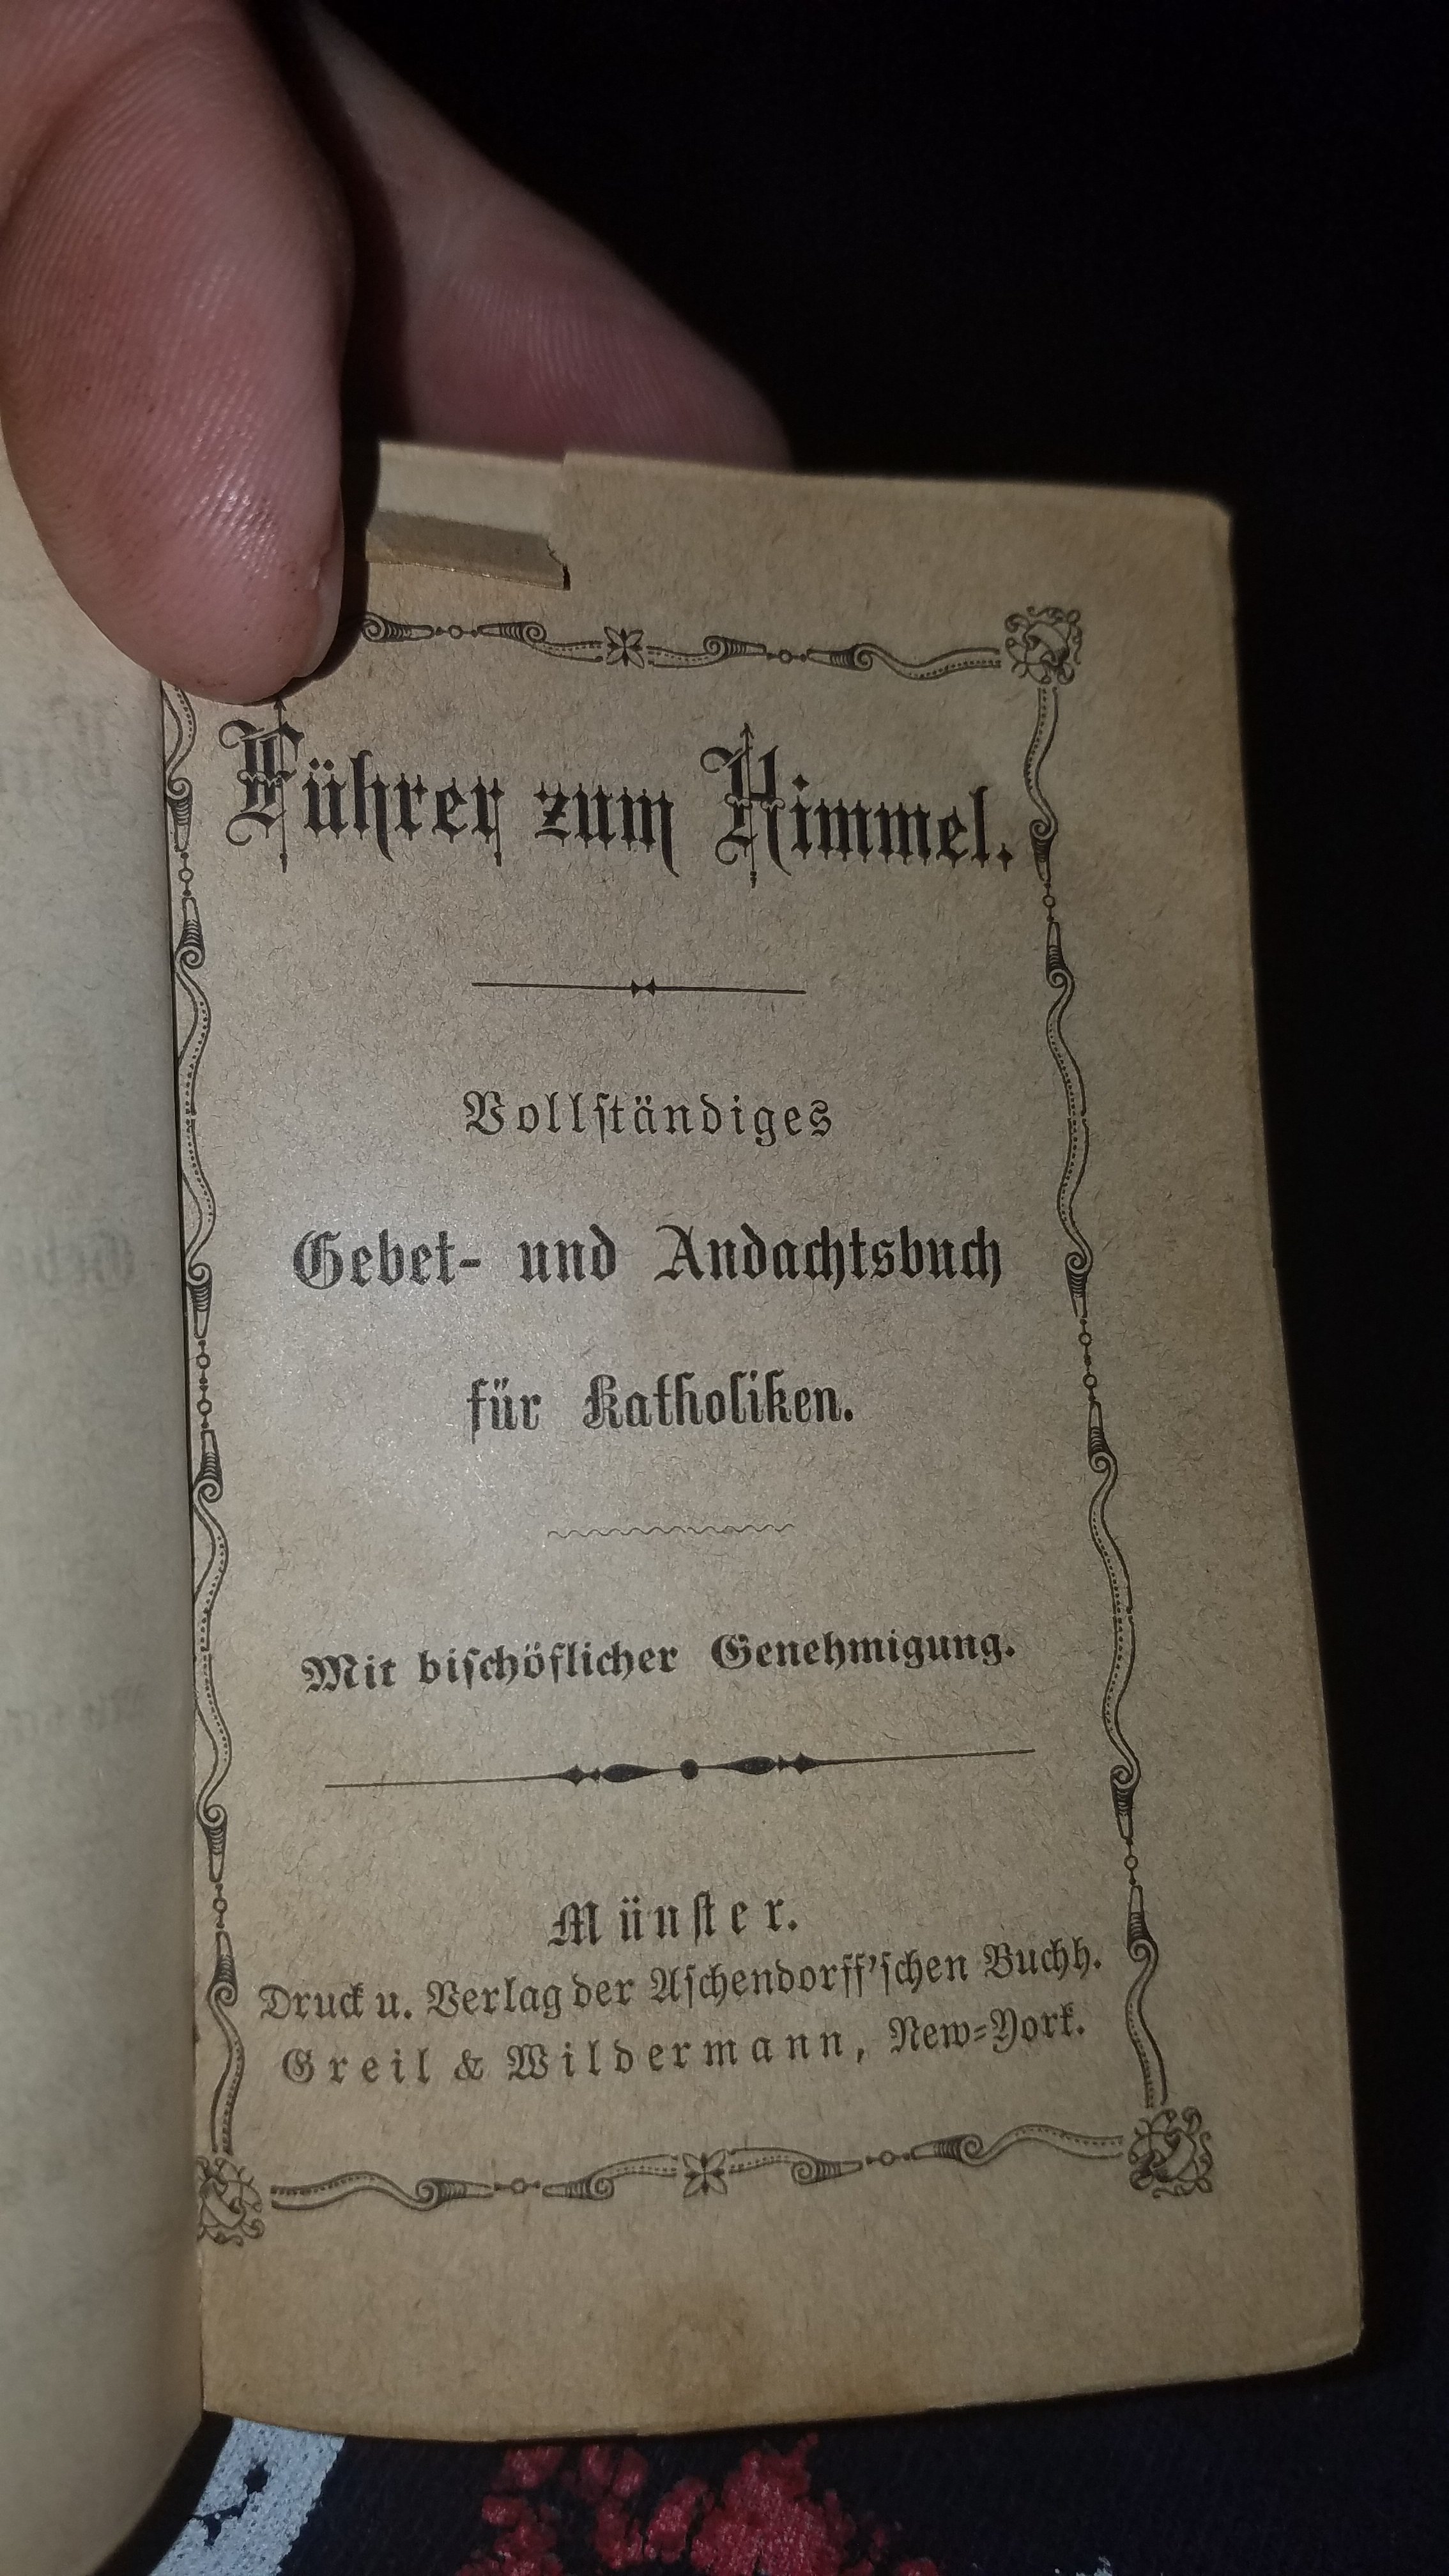 Führer zum Himmel.
Vollständiges
Gebet- und Andachtsbuch
für Katholiken.
Mit bischöflicher Genehmigung.
Münster.
Druck u. Verlag der Aschendorff'schen Buchh.
Greil & Wildermann, New-York.